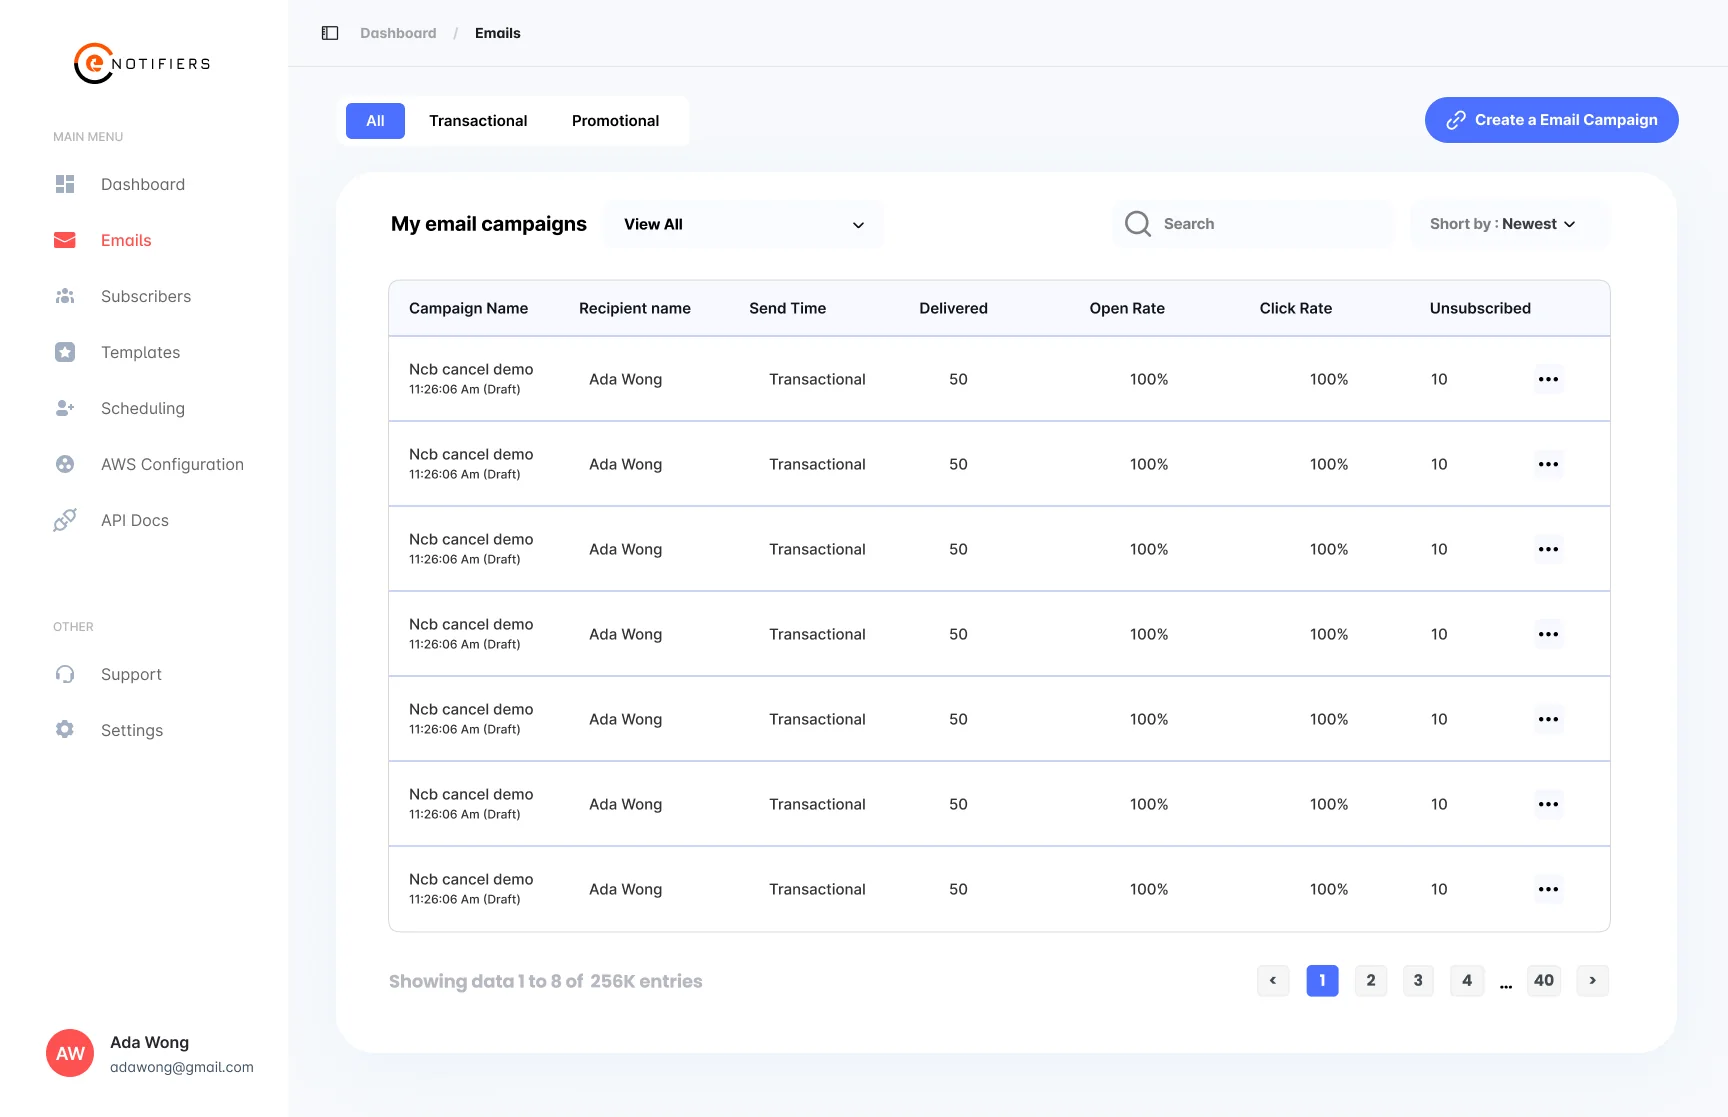 NOTIFIERS
MAIN MENU
Dashboard
Emails
Subscribers
Templates
Scheduling
AWS Configuration
API Docs
OTHER
Support
Settings
AW
Ada Wong
adawong@gmail.com
Dashboard / Emails
All Transactional Promotional
Create a Email Campaign
My email campaigns View All Search Short by : Newest
Campaign Name Recipient name Send Time Delivered Open Rate Click Rate Unsubscribed
Ncb cancel demo
11:26:06 Am (Draft)
Ada Wong Transactional 50 100% 100% 10 •••
Ncb cancel demo
11:26:06 Am (Draft)
Ada Wong Transactional 50 100% 100% 10 •••
Ncb cancel demo
11:26:06 Am (Draft)
Ada Wong Transactional 50 100% 100% 10 •••
Ncb cancel demo
11:26:06 Am (Draft)
Ada Wong Transactional 50 100% 100% 10 •••
Ncb cancel demo
11:26:06 Am (Draft)
Ada Wong Transactional 50 100% 100% 10 •••
Ncb cancel demo
11:26:06 Am (Draft)
Ada Wong Transactional 50 100% 100% 10 •••
Ncb cancel demo
11:26:06 Am (Draft)
Ada Wong Transactional 50 100% 100% 10 •••
Showing data 1 to 8 of 256K entries
< 1 2 3 4 ... 40 >